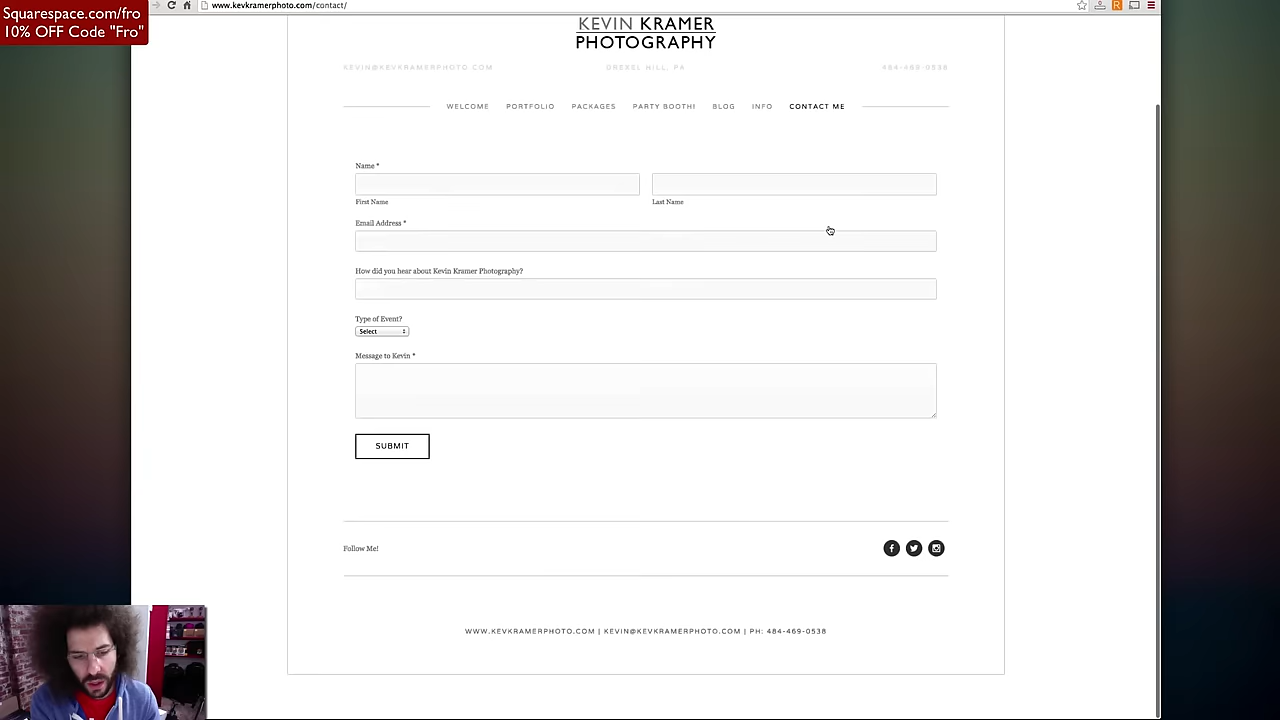 Squarespace.com/fro
10% OFF Code "Fro"
www.kevkramerphoto.com/contact/
KEVIN KRAMER
PHOTOGRAPHY
KEVIN@KEVKRAMERPHOTO.COM
DREXEL HILL, PA
484-469-0538
WELCOME PORTFOLIO PACKAGES PARTY BOOTH! BLOG INFO CONTACT ME
Name *
First Name
Last Name
Email Address *
How did you hear about Kevin Kramer Photography?
Type of Event?
Select
Message to Kevin *
SUBMIT
Follow Me!
WWW.KEVKRAMERPHOTO.COM | KEVIN@KEVKRAMERPHOTO.COM | PH: 484-469-0538